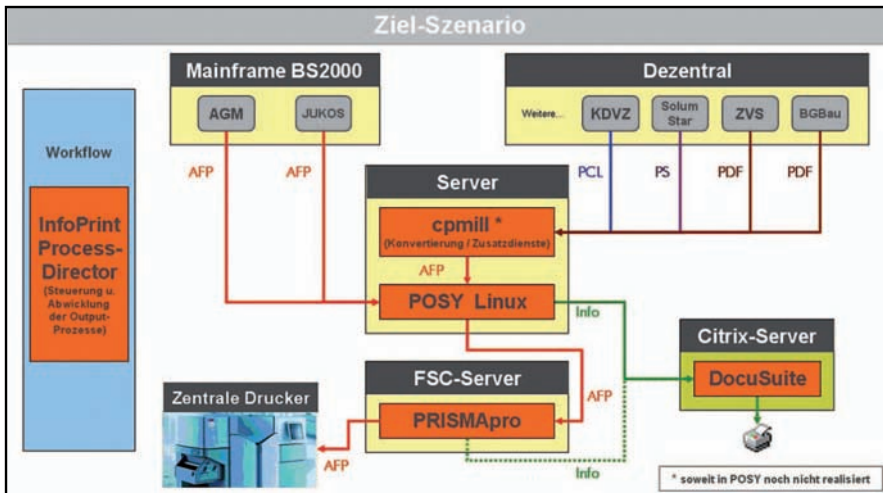 Ziel-Szenario
Mainframe BS2000
AGM
JUKOS
Dezentral
Weitere...
KDVZ
Solum
Star
ZVS
BGBau
Workflow
InfoPrint
Process-
Director
(Steuerung u.
Abwicklung
der Output-
Prozesse)
AFP
AFP
PCL
PS
PDF
PDF
Server
cpmill *
(Konvertierung / Zusatzdienste)
AFP
POSY Linux
Info
Citrix-Server
DocuSuite
FSC-Server
PRISMApro
AFP
Zentrale Drucker
AFP
Info
* soweit in POSY noch nicht realisiert